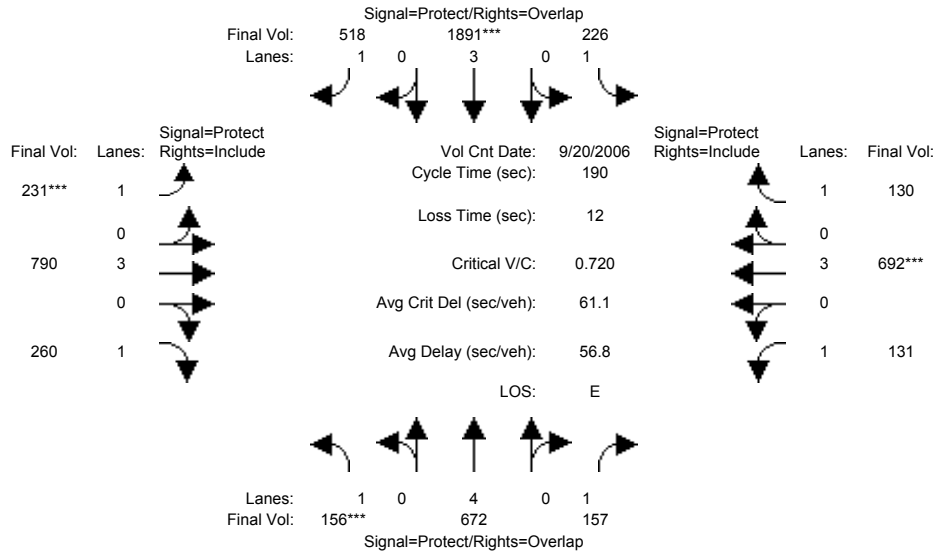 Signal=Protect/Rights=Overlap
Final Vol: 518 1891*** 226
Lanes: 1 0 3 0 1
Signal=Protect Signal=Protect
Final Vol: Lanes: Rights=Include Vol Cnt Date: 9/20/2006 Rights=Include Lanes: Final Vol:
Cycle Time (sec): 190
231*** 1 1 130
Loss Time (sec): 12
0 0
790 3 Critical V/C: 0.720 3 692***
0 Avg Crit Del (sec/veh): 61.1 0
260 1 Avg Delay (sec/veh): 56.8 1 131
LOS: E
Lanes: 1 0 4 0 1
Final Vol: 156*** 672 157
Signal=Protect/Rights=Overlap